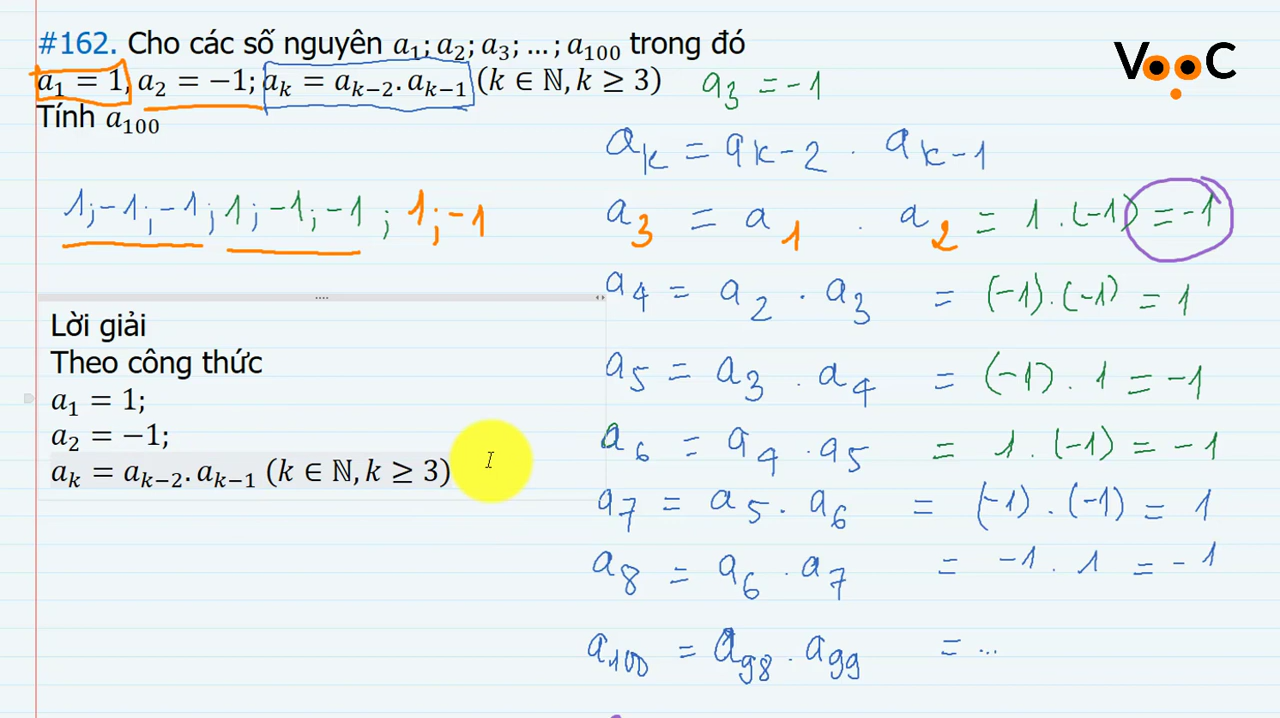 #162. Cho các số nguyên a₁; a₂; a₃; ...; a₁₀₀ trong đó
a₁ = 1, a₂ = −1; aₖ = aₖ₋₂. aₖ₋₁ (k ∈ ℕ, k ≥ 3)
Tính a₁₀₀
VooC
a₃ = -1
aₖ = aₖ₋₂ . aₖ₋₁
1; -1; -1; 1; -1; -1; 1; -1
a₃ = a₁ . a₂ = 1 . (-1) = -1
a₄ = a₂ . a₃ = (-1) . (-1) = 1
a₅ = a₃ . a₄ = (-1) . 1 = -1
a₆ = a₄ . a₅ = 1 . (-1) = -1
a₇ = a₅ . a₆ = (-1) . (-1) = 1
a₈ = a₆ . a₇ = -1 . 1 = -1
a₁₀₀ = a₉₈ . a₉₉ = ...
Lời giải
Theo công thức
a₁ = 1;
a₂ = −1;
aₖ = aₖ₋₂. aₖ₋₁ (k ∈ ℕ, k ≥ 3)